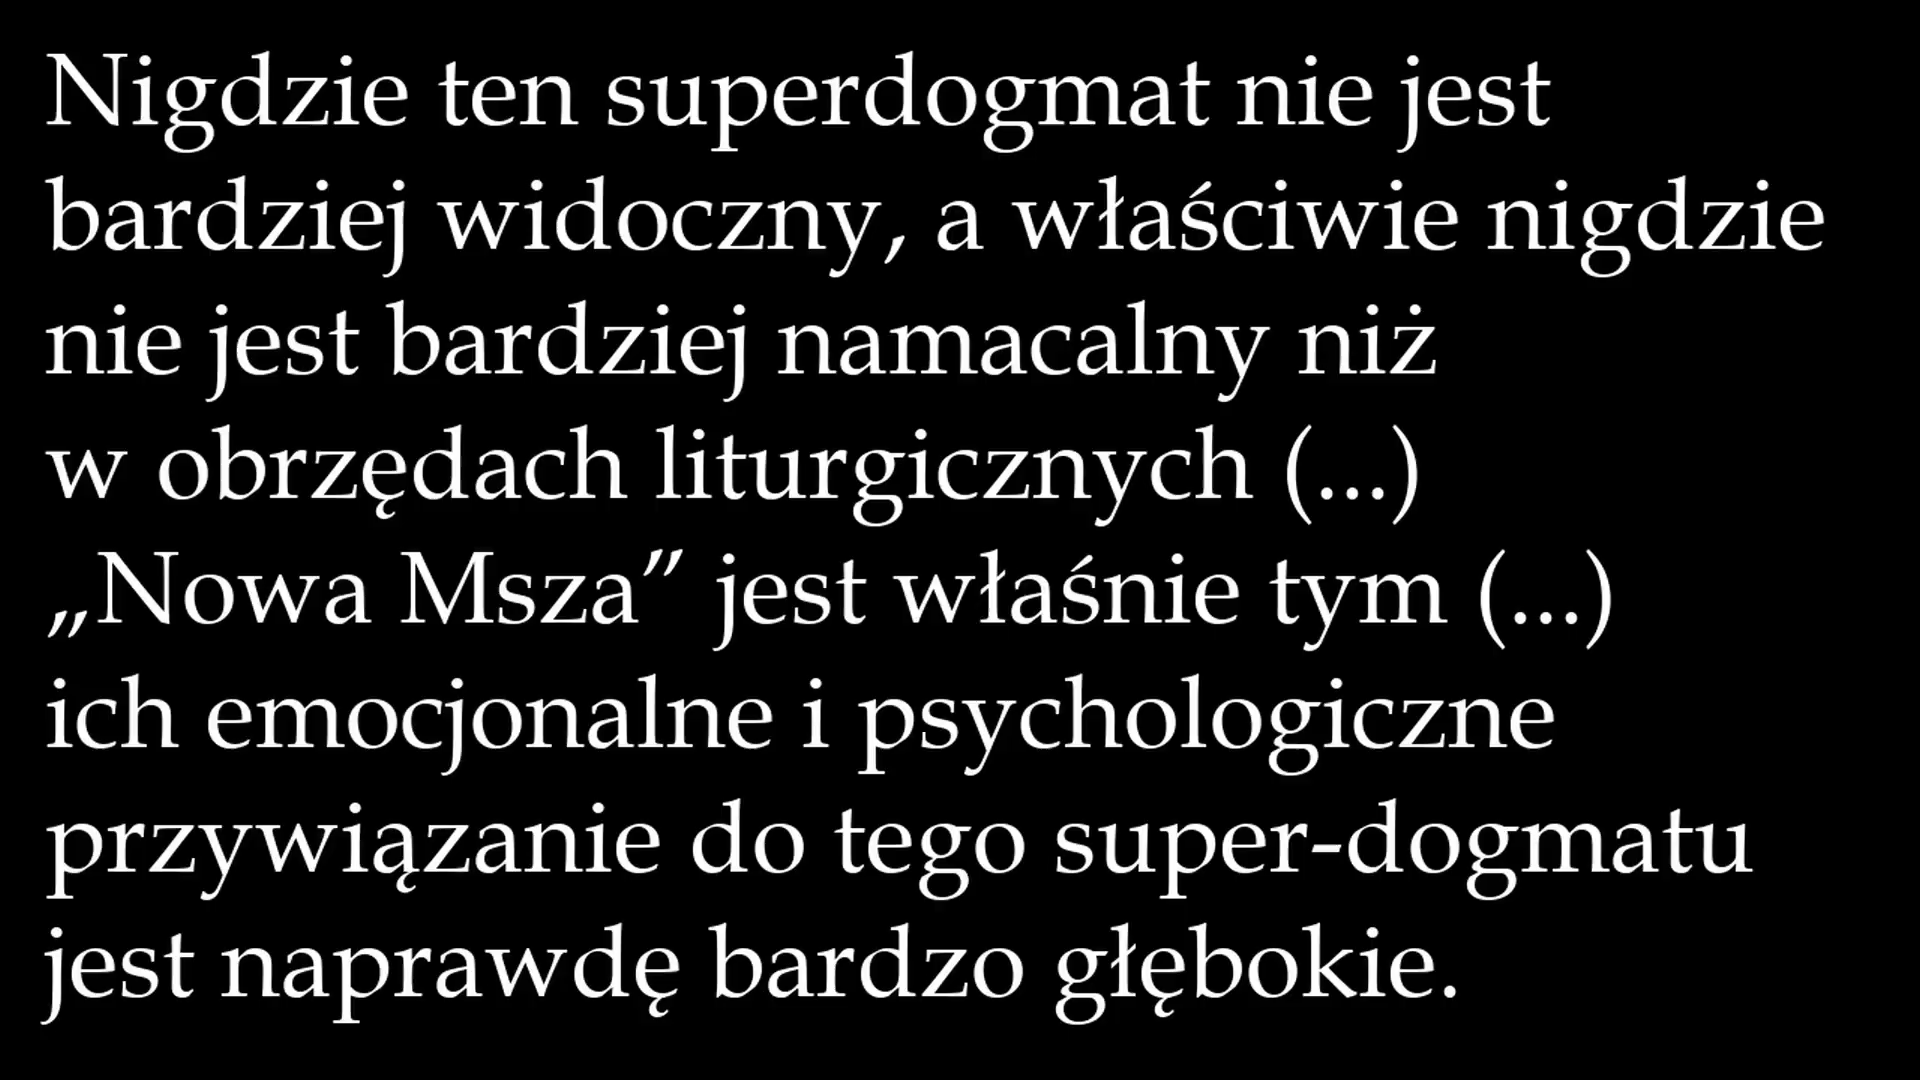 Nigdzie ten superdogmat nie jest
bardziej widoczny, a właściwie nigdzie
nie jest bardziej namacalny niż
w obrzędach liturgicznych (...)
„Nowa Msza” jest właśnie tym (...)
ich emocjonalne i psychologiczne
przywiązanie do tego super-dogmatu
jest naprawdę bardzo głębokie.